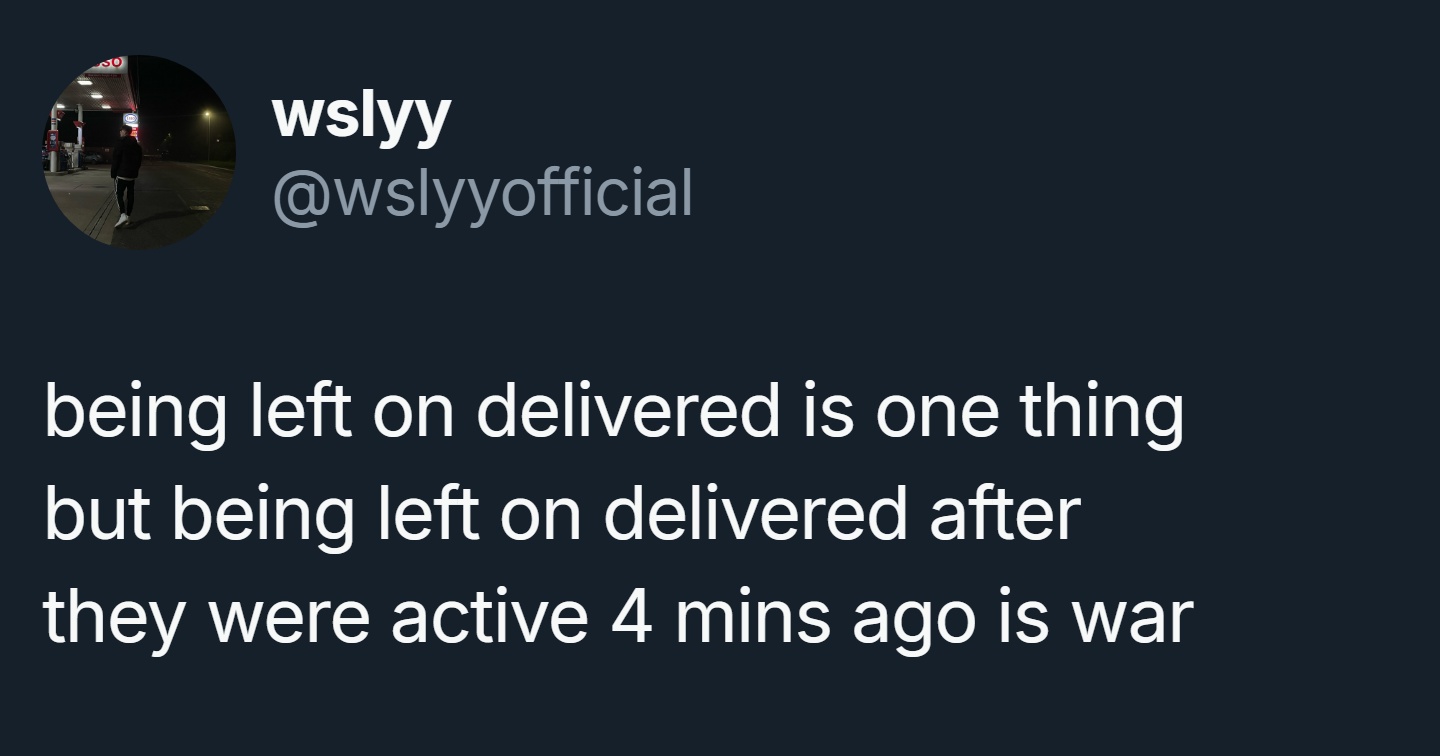 wslyy
@wslyyofficial
being left on delivered is one thing
but being left on delivered after
they were active 4 mins ago is war